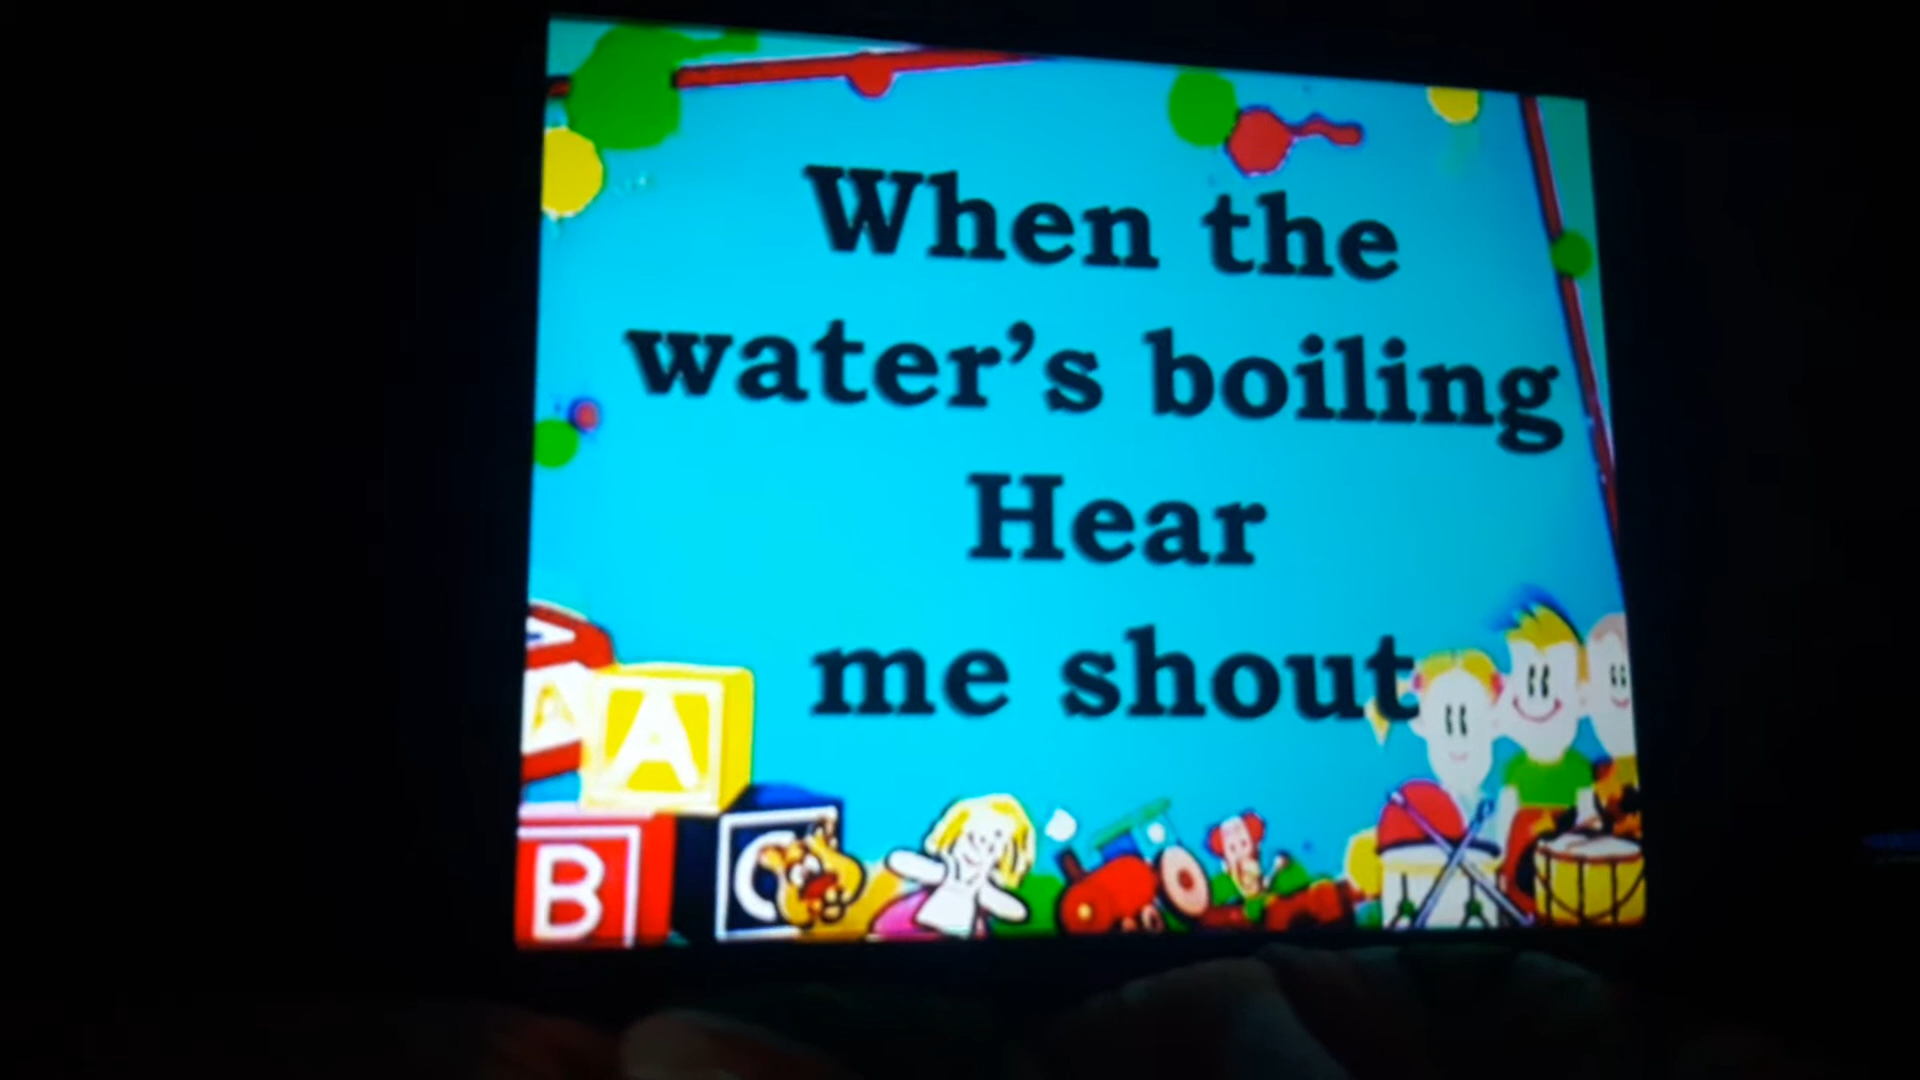 When the
water's boiling
Hear
me shout
A
A
B
C